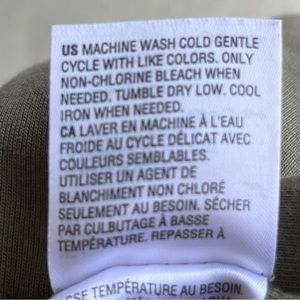 US MACHINE WASH COLD GENTLE
CYCLE WITH LIKE COLORS. ONLY
NON-CHLORINE BLEACH WHEN
NEEDED. TUMBLE DRY LOW. COOL
IRON WHEN NEEDED.
CA LAVER EN MACHINE À L'EAU
FROIDE AU CYCLE DÉLICAT AVEC
COULEURS SEMBLABLES.
UTILISER UN AGENT DE
BLANCHIMENT NON CHLORÉ
SEULEMENT AU BESOIN. SÉCHER
PAR CULBUTAGE À BASSE
TEMPÉRATURE. REPASSER À
TEMPÉRATURE AU BESOIN